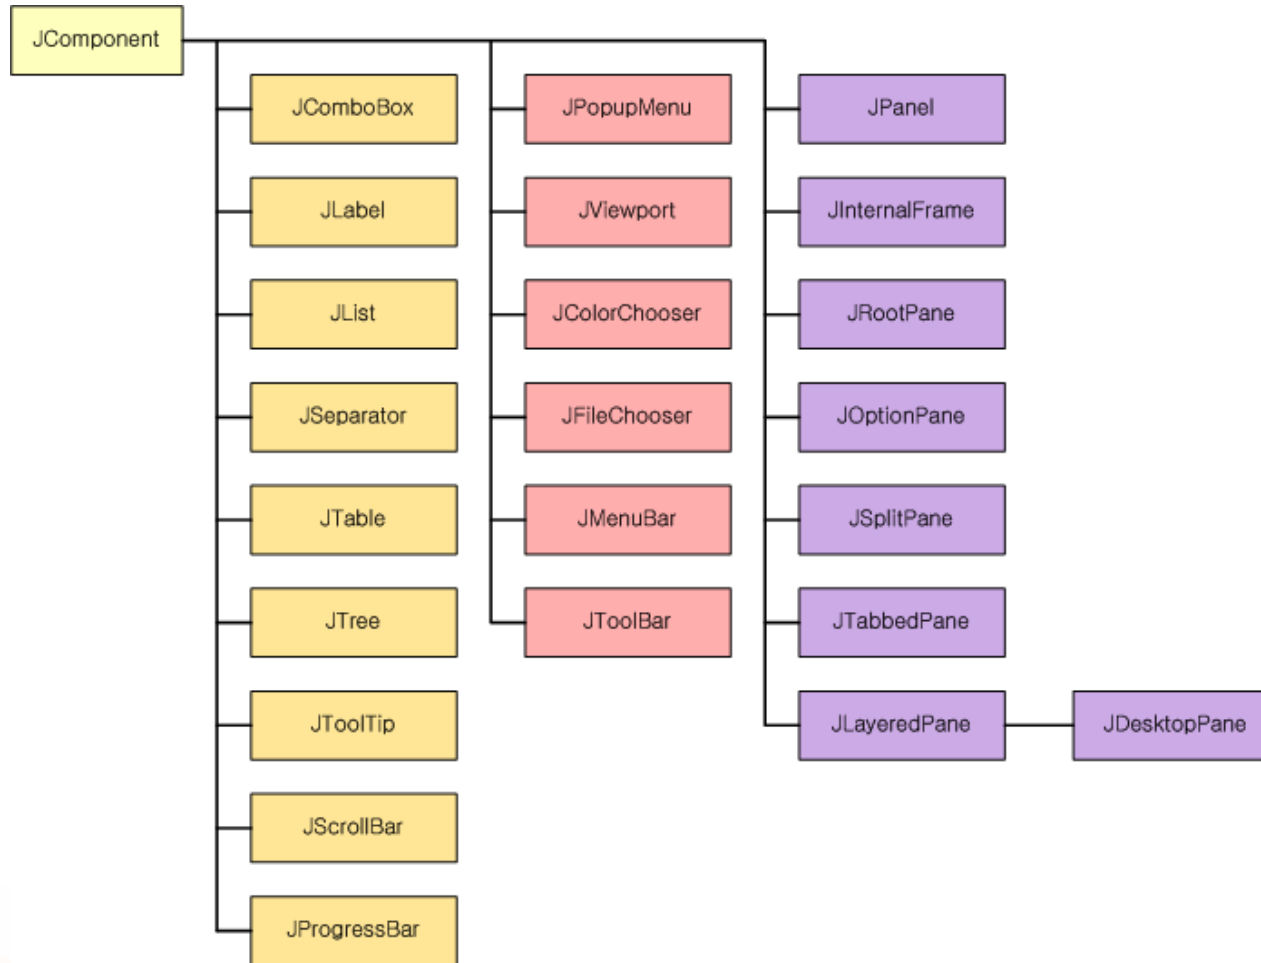 JComponent
JComboBox
JLabel
JList
JSeparator
JTable
JTree
JToolTip
JScrollBar
JProgressBar
JPopupMenu
JViewport
JColorChooser
JFileChooser
JMenuBar
JToolBar
JPanel
JInternalFrame
JRootPane
JOptionPane
JSplitPane
JTabbedPane
JLayeredPane
JDesktopPane